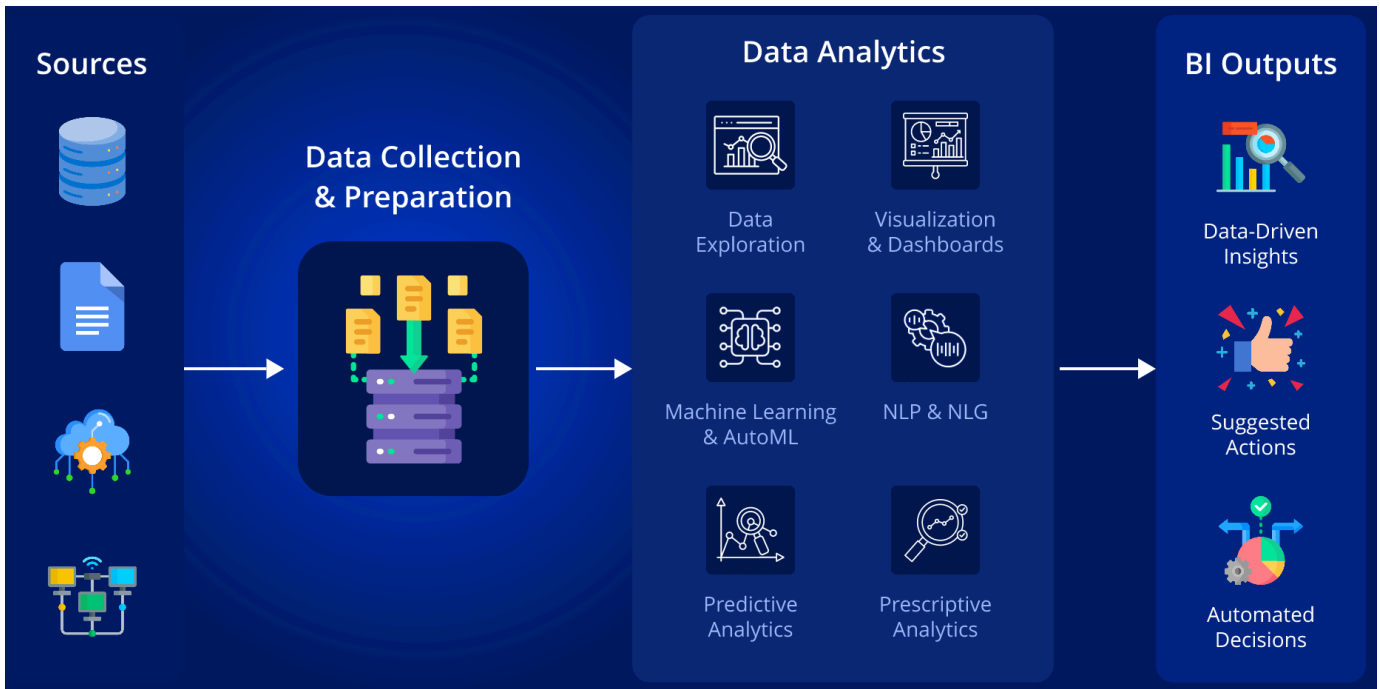 Sources
Data Collection
& Preparation
Data Analytics
Data
Exploration
Visualization
& Dashboards
Machine Learning
& AutoML
NLP & NLG
Predictive
Analytics
Prescriptive
Analytics
BI Outputs
Data-Driven
Insights
Suggested
Actions
Automated
Decisions